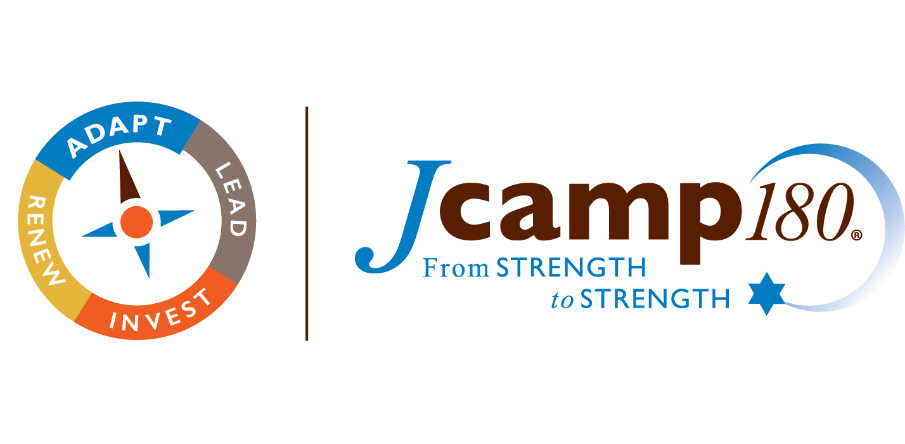 ADAPT
LEAD
INVEST
RENEW
Jcamp180®
From STRENGTH
to STRENGTH